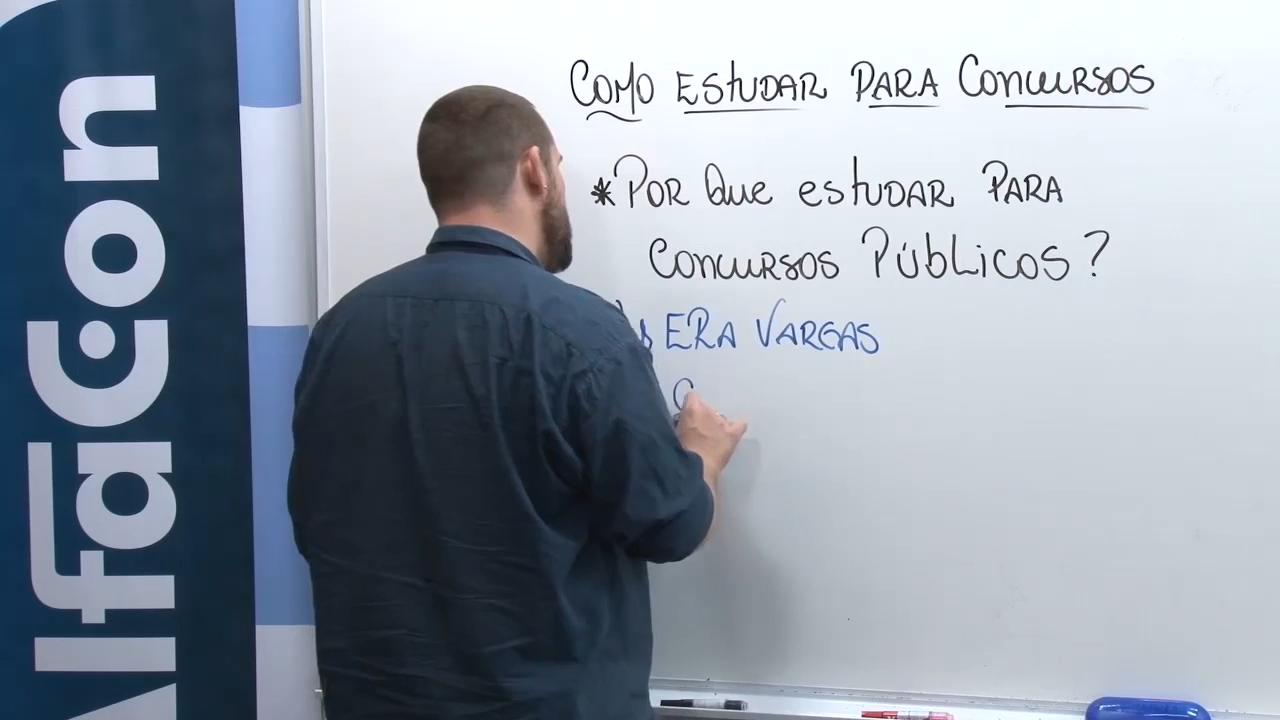 AlfaCon
COMO ESTUDAR PARA CONCURSOS
*POR QUE ESTUDAR PARA
CONCURSOS PÚBLICOS?
ERA VARGAS